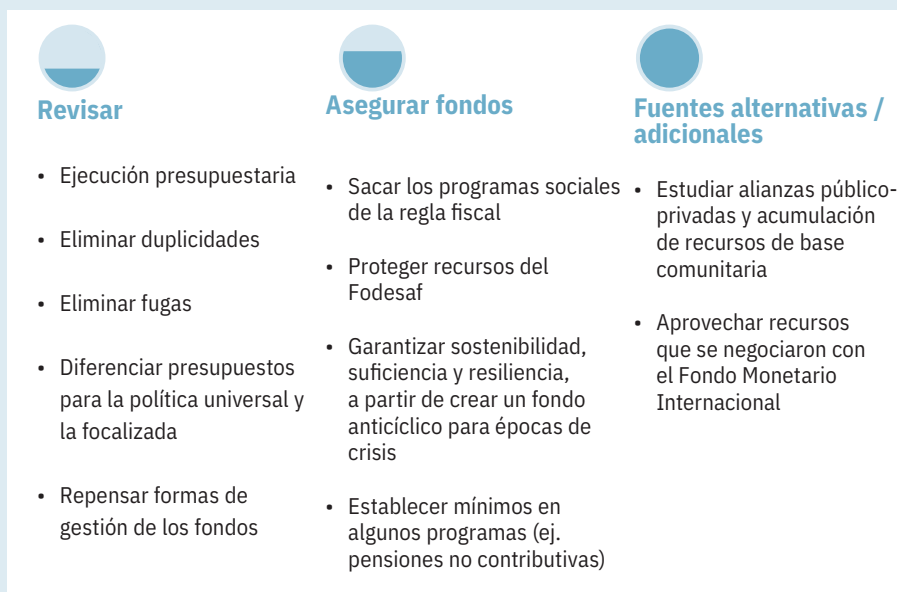 Revisar
• Ejecución presupuestaria
• Eliminar duplicidades
• Eliminar fugas
• Diferenciar presupuestos
para la política universal y
la focalizada
• Repensar formas de
gestión de los fondos
Asegurar fondos
• Sacar los programas sociales
de la regla fiscal
• Proteger recursos del
Fodesaf
• Garantizar sostenibilidad,
suficiencia y resiliencia,
a partir de crear un fondo
anticíclico para épocas de
crisis
• Establecer mínimos en
algunos programas (ej.
pensiones no contributivas)
Fuentes alternativas /
adicionales
• Estudiar alianzas público-
privadas y acumulación
de recursos de base
comunitaria
• Aprovechar recursos
que se negociaron con
el Fondo Monetario
Internacional